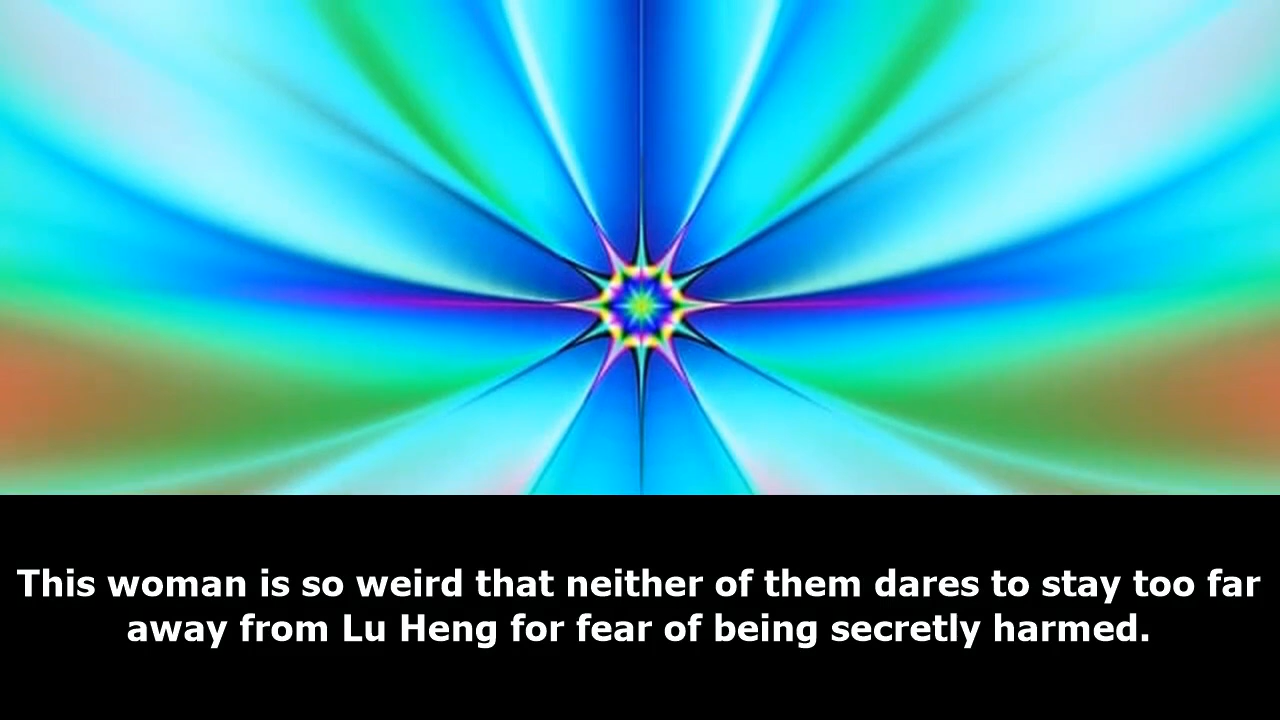 This woman is so weird that neither of them dares to stay too far
away from Lu Heng for fear of being secretly harmed.